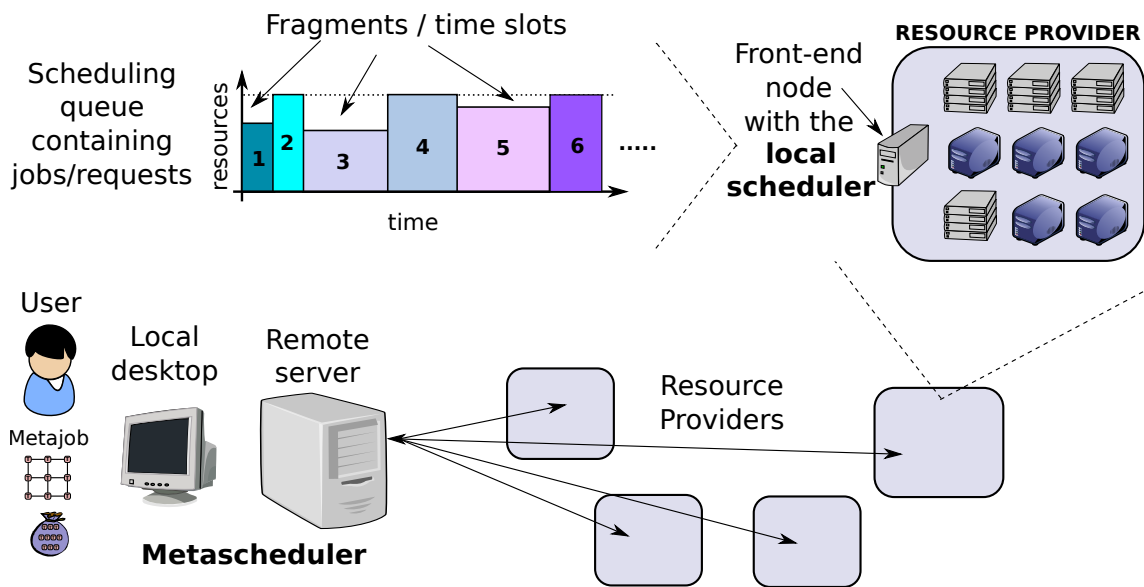 Fragments / time slots
Scheduling
queue
containing
jobs/requests
resources
1
2
3
4
5
6
.....
time
Front-end
node
with the
local
scheduler
RESOURCE PROVIDER
User
Metajob
Local
desktop
Remote
server
Metascheduler
Resource
Providers